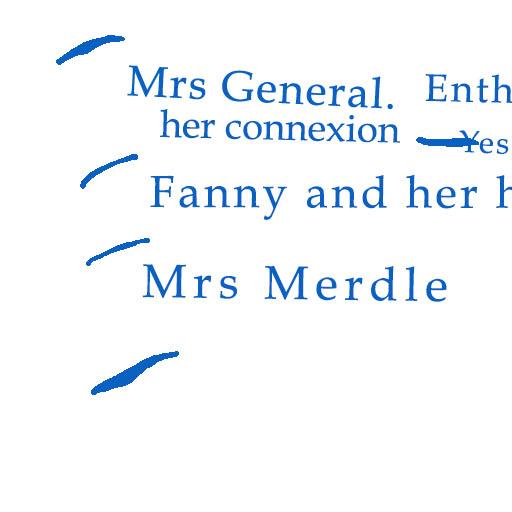 Mrs General. Enth
her connexion Yes
Fanny and her h
Mrs Merdle